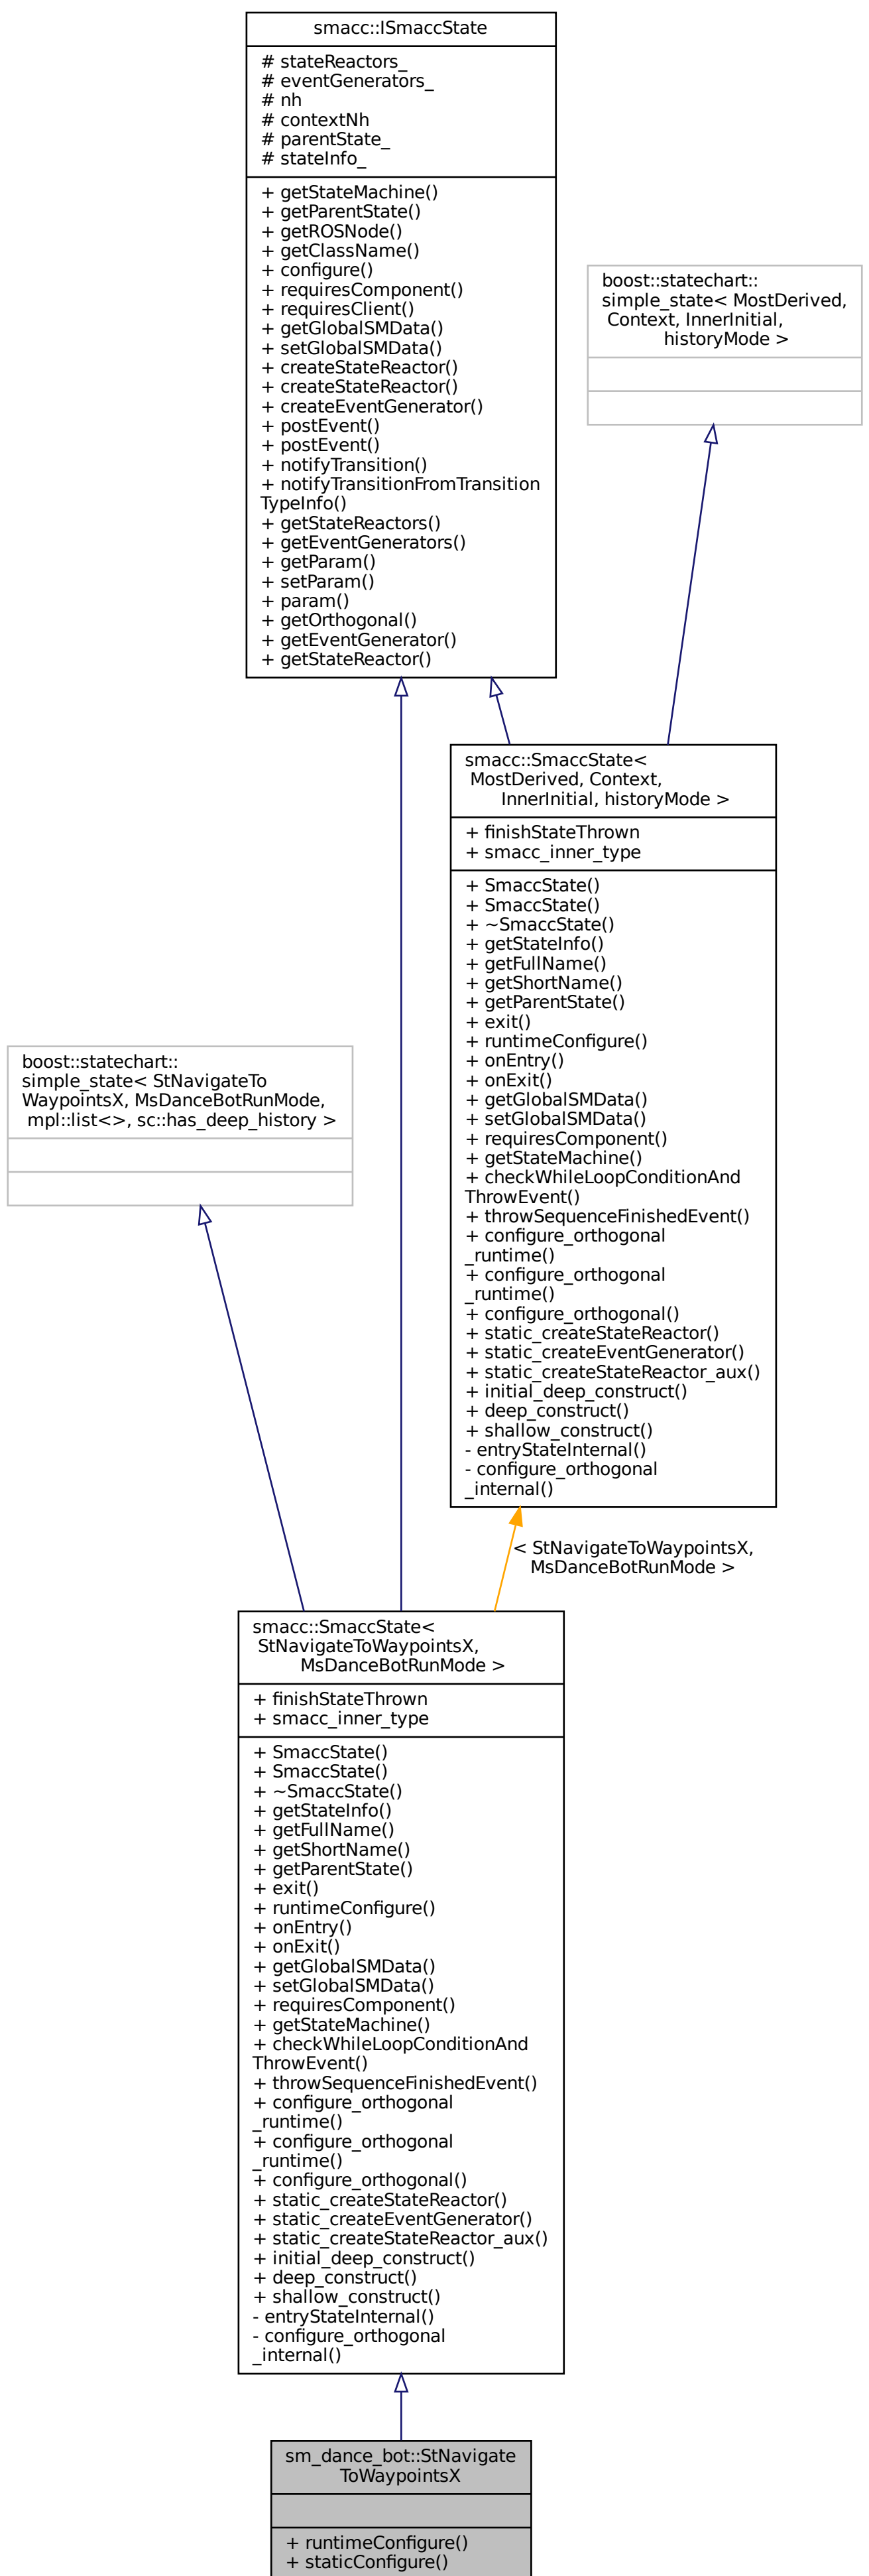 smacc::ISmaccState
# stateReactors_
# eventGenerators_
# nh
# contextNh
# parentState_
# stateInfo_
+ getStateMachine()
+ getParentState()
+ getROSNode()
+ getClassName()
+ configure()
+ requiresComponent()
+ requiresClient()
+ getGlobalSMData()
+ setGlobalSMData()
+ createStateReactor()
+ createStateReactor()
+ createEventGenerator()
+ postEvent()
+ postEvent()
+ notifyTransition()
+ notifyTransitionFromTransition
TypeInfo()
+ getStateReactors()
+ getEventGenerators()
+ getParam()
+ setParam()
+ param()
+ getOrthogonal()
+ getEventGenerator()
+ getStateReactor()
boost::statechart::
simple_state< MostDerived,
Context, InnerInitial,
historyMode >
smacc::SmaccState<
MostDerived, Context,
InnerInitial, historyMode >
+ finishStateThrown
+ smacc_inner_type
+ SmaccState()
+ SmaccState()
+ ~SmaccState()
+ getStateInfo()
+ getFullName()
+ getShortName()
+ getParentState()
+ exit()
+ runtimeConfigure()
+ onEntry()
+ onExit()
+ getGlobalSMData()
+ setGlobalSMData()
+ requiresComponent()
+ getStateMachine()
+ checkWhileLoopConditionAnd
ThrowEvent()
+ throwSequenceFinishedEvent()
+ configure_orthogonal
_runtime()
+ configure_orthogonal
_runtime()
+ configure_orthogonal()
+ static_createStateReactor()
+ static_createEventGenerator()
+ static_createStateReactor_aux()
+ initial_deep_construct()
+ deep_construct()
+ shallow_construct()
- entryStateInternal()
- configure_orthogonal
_internal()
boost::statechart::
simple_state< StNavigateTo
WaypointsX, MsDanceBotRunMode,
mpl::list<>, sc::has_deep_history >
< StNavigateToWaypointsX,
MsDanceBotRunMode >
smacc::SmaccState<
StNavigateToWaypointsX,
MsDanceBotRunMode >
+ finishStateThrown
+ smacc_inner_type
+ SmaccState()
+ SmaccState()
+ ~SmaccState()
+ getStateInfo()
+ getFullName()
+ getShortName()
+ getParentState()
+ exit()
+ runtimeConfigure()
+ onEntry()
+ onExit()
+ getGlobalSMData()
+ setGlobalSMData()
+ requiresComponent()
+ getStateMachine()
+ checkWhileLoopConditionAnd
ThrowEvent()
+ throwSequenceFinishedEvent()
+ configure_orthogonal
_runtime()
+ configure_orthogonal
_runtime()
+ configure_orthogonal()
+ static_createStateReactor()
+ static_createEventGenerator()
+ static_createStateReactor_aux()
+ initial_deep_construct()
+ deep_construct()
+ shallow_construct()
- entryStateInternal()
- configure_orthogonal
_internal()
sm_dance_bot::StNavigate
ToWaypointsX
+ runtimeConfigure()
+ staticConfigure()